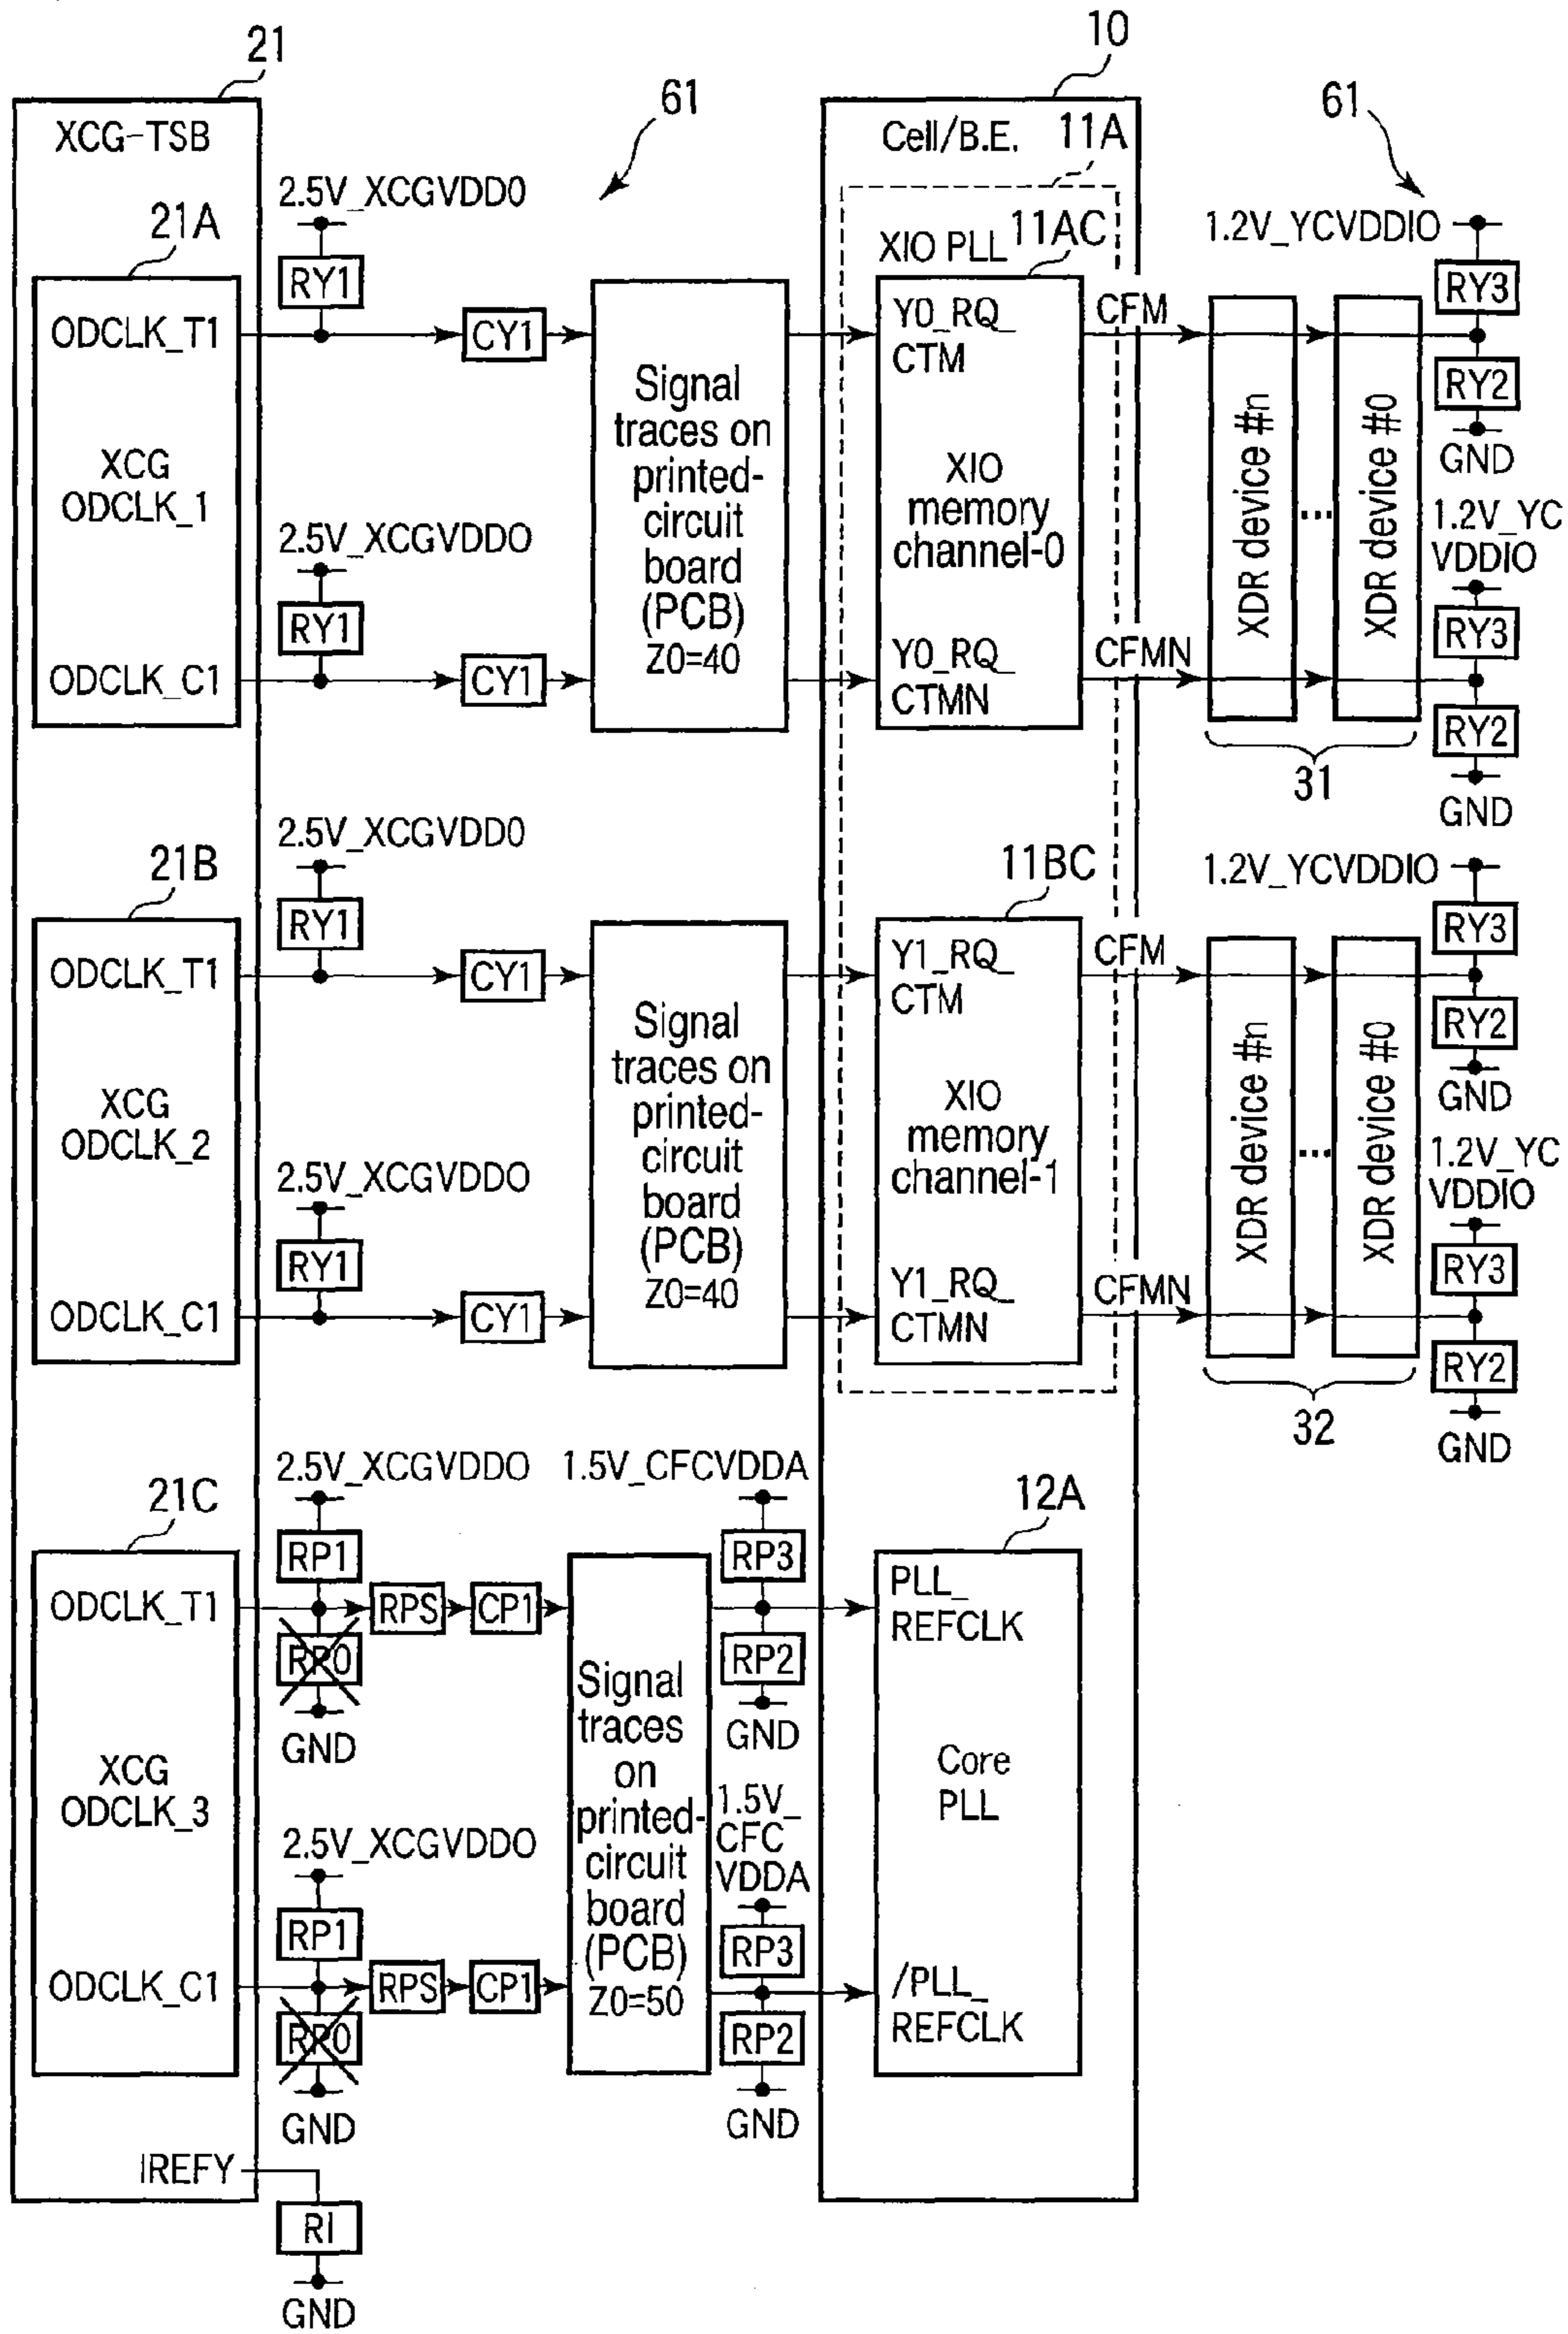 21
10
XCG-TSB
61
Cell/B.E.
11A
61
2.5V_XCGVDD0
1.2V_YCVDDIO
21A
XIO PLL
11AC
RY1
RY3
ODCLK_T1
CY1
Y0_RQ_
CTM
CFM
RY2
GND
XCG
ODCLK_1
Signal
traces on
printed-
circuit
board
(PCB)
Z0=40
XIO
memory
channel-0
XDR device #n
...
XDR device #0
1.2V_YC
VDDIO
2.5V_XCGVDDO
RY1
RY3
ODCLK_C1
CY1
Y0_RQ_
CTMN
CFMN
RY2
31
GND
2.5V_XCGVDD0
1.2V_YCVDDIO
21B
11BC
RY1
RY3
ODCLK_T1
CY1
Y1_RQ_
CTM
CFM
RY2
GND
XCG
ODCLK_2
Signal
traces on
printed-
circuit
board
(PCB)
Z0=40
XIO
memory
channel-1
XDR device #n
...
XDR device #0
1.2V_YC
VDDIO
2.5V_XCGVDDO
RY1
RY3
ODCLK_C1
CY1
Y1_RQ_
CTMN
CFMN
RY2
32
GND
2.5V_XCGVDDO
1.5V_CFCVDDA
21C
12A
RP1
RP3
ODCLK_T1
RPS
CP1
PLL_
REFCLK
RP0
RP2
GND
GND
XCG
ODCLK_3
Signal
traces
on
printed-
circuit
board
(PCB)
Z0=50
Core
PLL
1.5V_
CFC
VDDA
2.5V_XCGVDDO
RP1
RP3
ODCLK_C1
RPS
CP1
/PLL_
REFCLK
RP0
RP2
GND
GND
IREFY
RI
GND